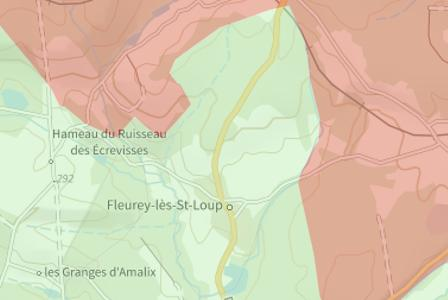 Hameau du Ruisseau
des Écrevisses
292
Fleurey-lès-St-Loup
les Granges d'Amalix